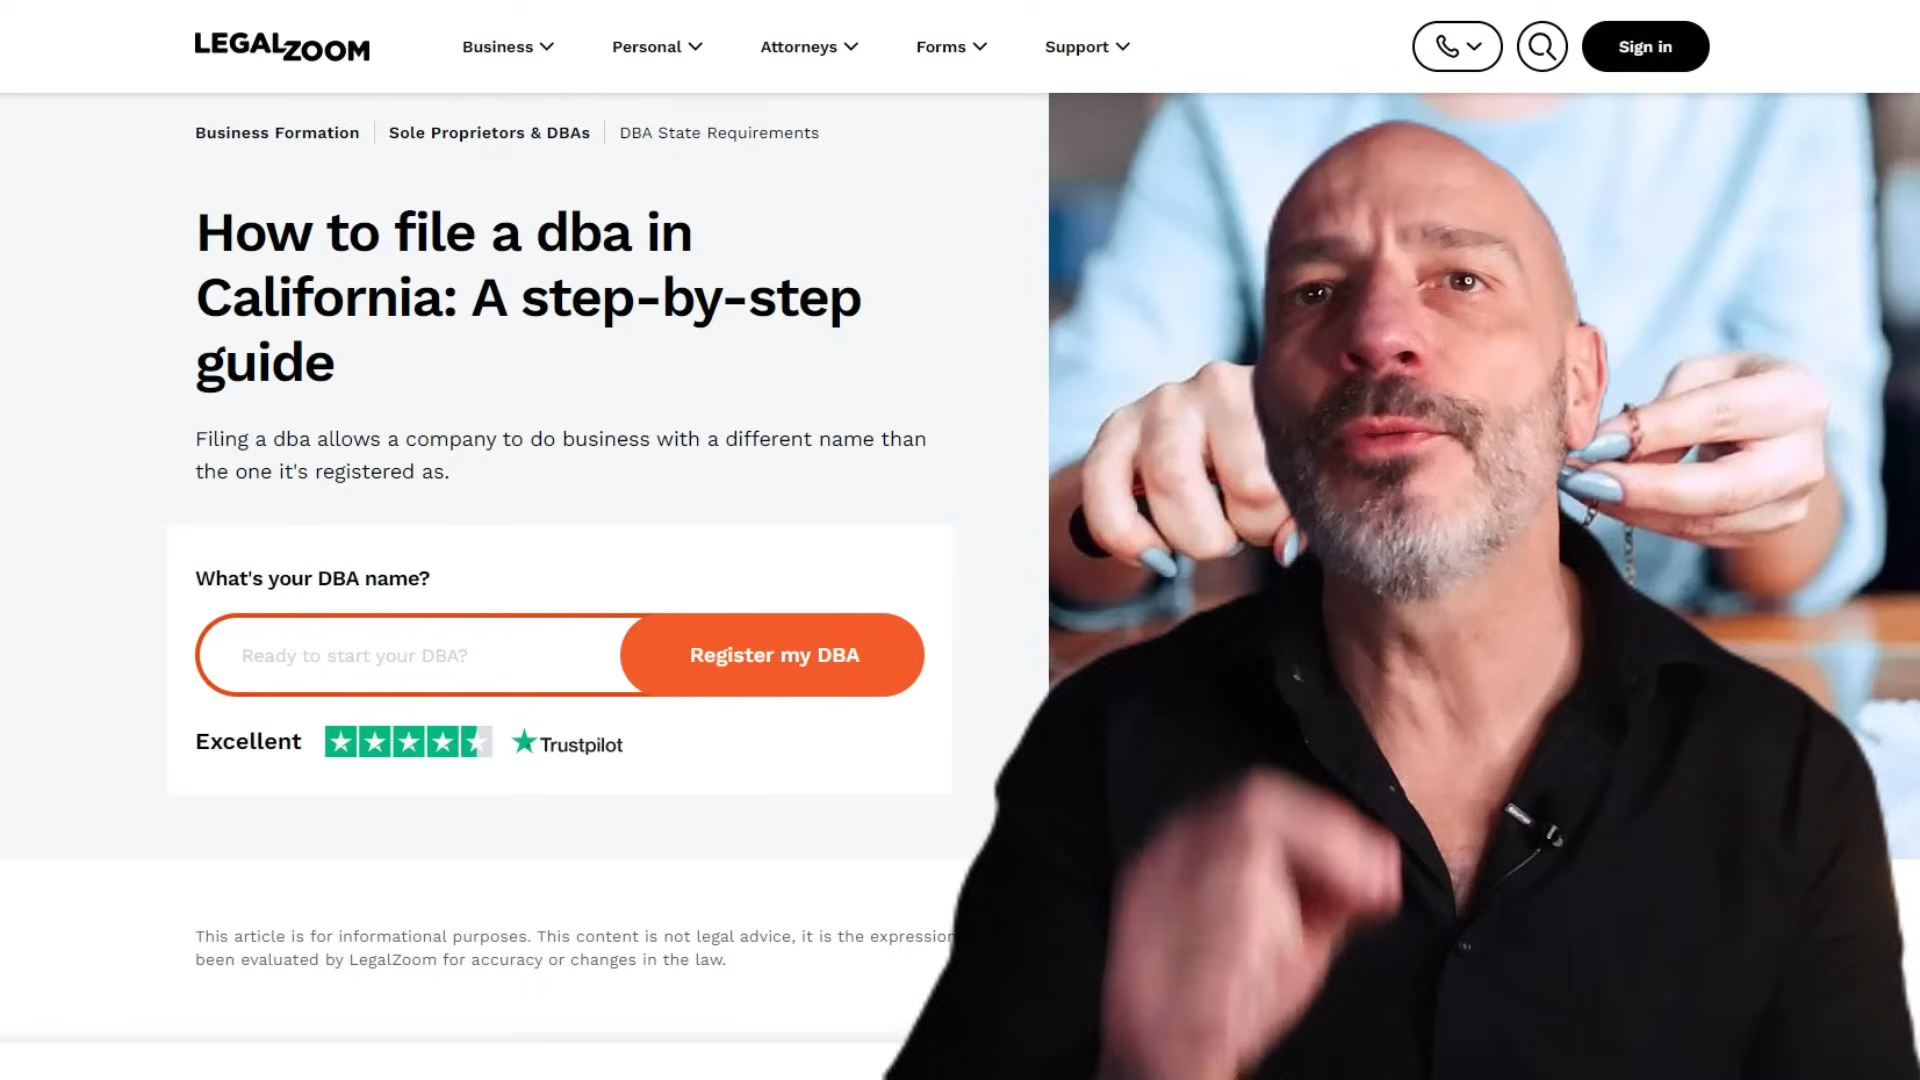 LEGALZOOM
Business
Personal
Attorneys
Forms
Support
Sign in
Business Formation
Sole Proprietors & DBAs
DBA State Requirements
How to file a dba in
California: A step-by-step
guide
Filing a dba allows a company to do business with a different name than
the one it's registered as.
What's your DBA name?
Ready to start your DBA?
Register my DBA
Excellent
Trustpilot
This article is for informational purposes. This content is not legal advice, it is the expression
been evaluated by LegalZoom for accuracy or changes in the law.